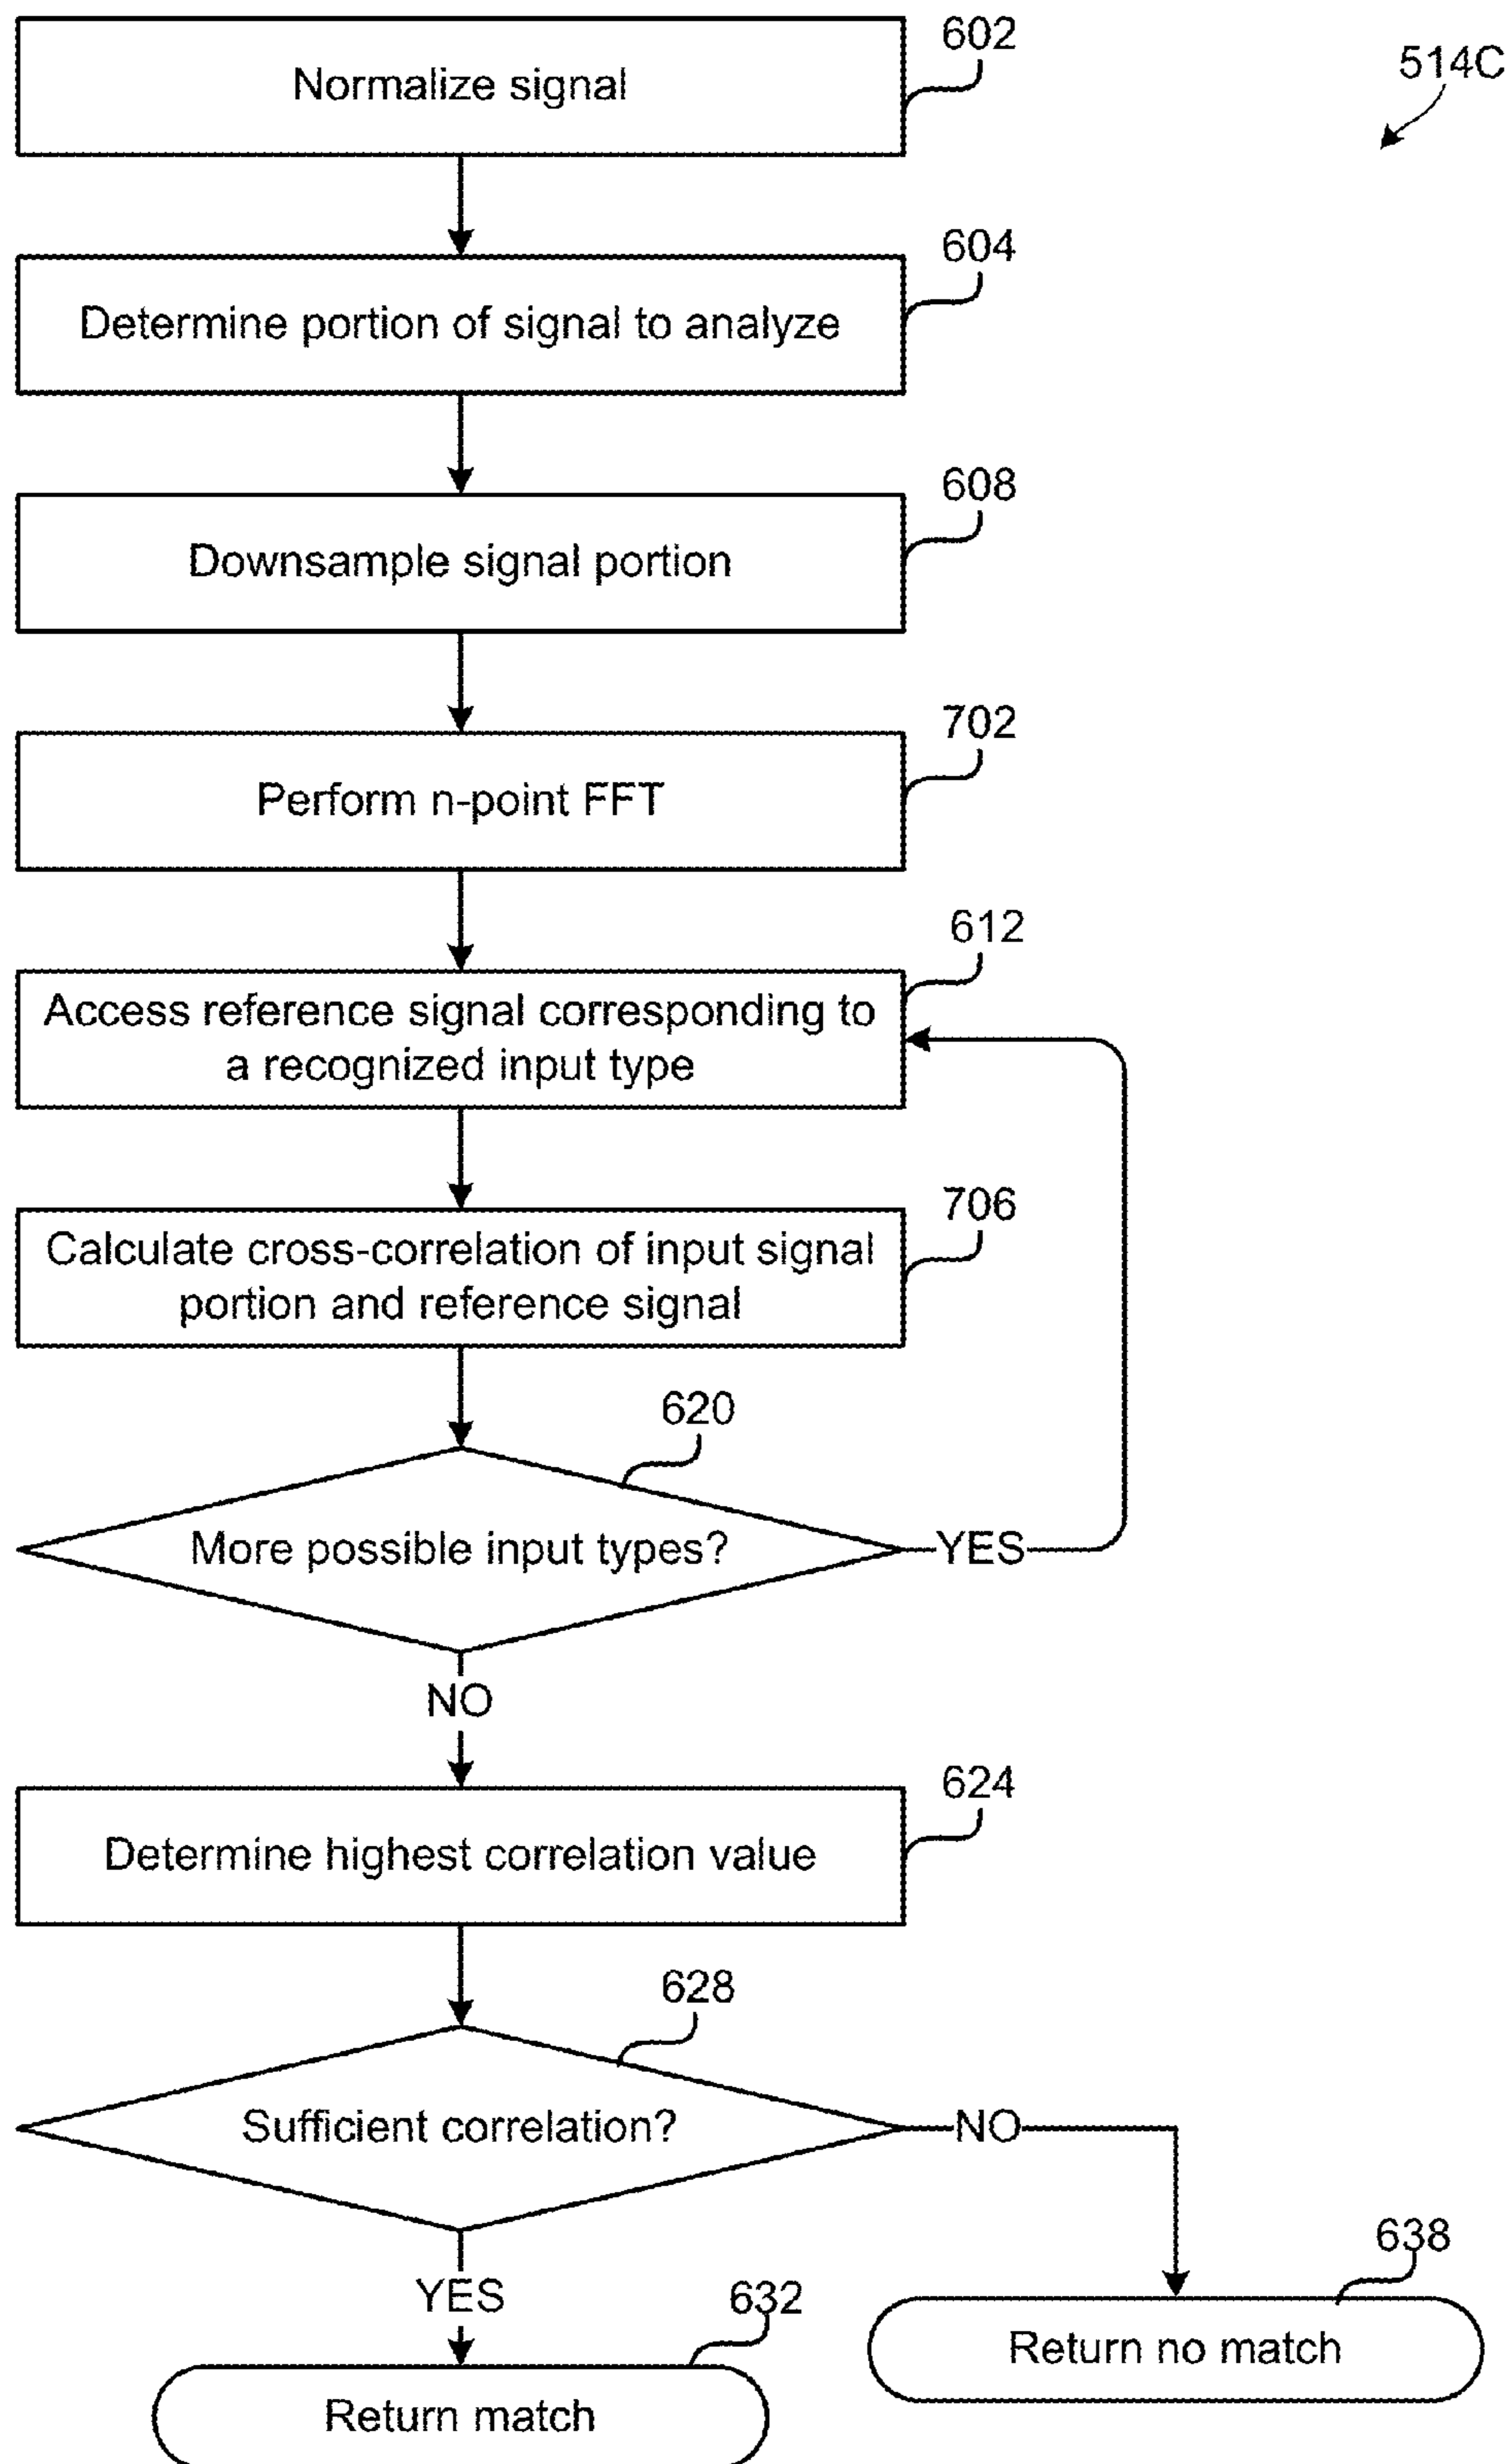 602
514C
Normalize signal
604
Determine portion of signal to analyze
608
Downsample signal portion
702
Perform n-point FFT
612
Access reference signal corresponding to
a recognized input type
706
Calculate cross-correlation of input signal
portion and reference signal
620
More possible input types?
YES
NO
624
Determine highest correlation value
628
Sufficient correlation?
NO
638
YES
632
Return no match
Return match